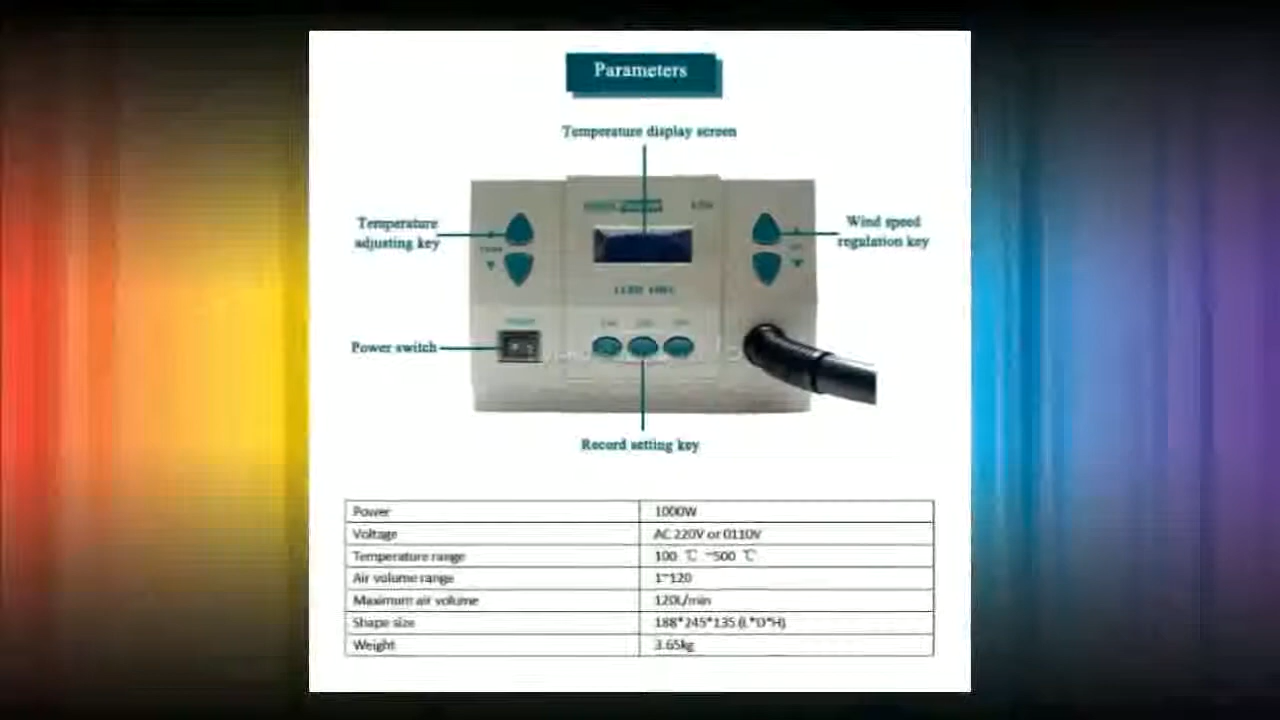 Parameters
Temperature display screen
Temperature
adjusting key
Wind speed
regulation key
Power switch
Record setting key
Power 1000W
Voltage AC 220V or 0110V
Temperature range 100 ℃ ~500 ℃
Air volume range 1~120
Maximum air volume 120L/min
Shape size 188*245*135 (L*D*H)
Weight 3.65kg